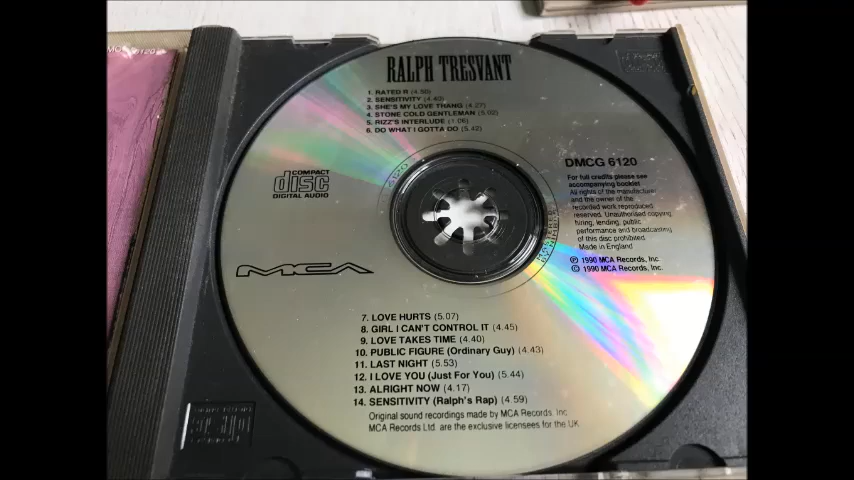 MCA
RALPH TRESVANT
1. RATED R (4.50)
2. SENSITIVITY (4.40)
3. SHE'S MY LOVE THANG (4.27)
4. STONE COLD GENTLEMAN (5.02)
5. RIZZ'S INTERLUDE (1.06)
6. DO WHAT I GOTTA DO (5.42)
COMPACT
disc
DIGITAL AUDIO
DMCG 6120
For full credits please see
accompanying booklet
All rights of the manufacturer
and the owner of the
recorded work reproduced
reserved. Unauthorised copying,
hiring, lending, public
performance and broadcasting
of this disc prohibited.
Made in England
℗ 1990 MCA Records, Inc.
© 1990 MCA Records, Inc.
MCA
7. LOVE HURTS (5.07)
8. GIRL I CAN'T CONTROL IT (4.45)
9. LOVE TAKES TIME (4.40)
10. PUBLIC FIGURE (Ordinary Guy) (4.43)
11. LAST NIGHT (5.53)
12. I LOVE YOU (Just For You) (5.44)
13. ALRIGHT NOW (4.17)
14. SENSITIVITY (Ralph's Rap) (4.59)
Original sound recordings made by MCA Records. Inc
MCA Records Ltd. are the exclusive licensees for the UK